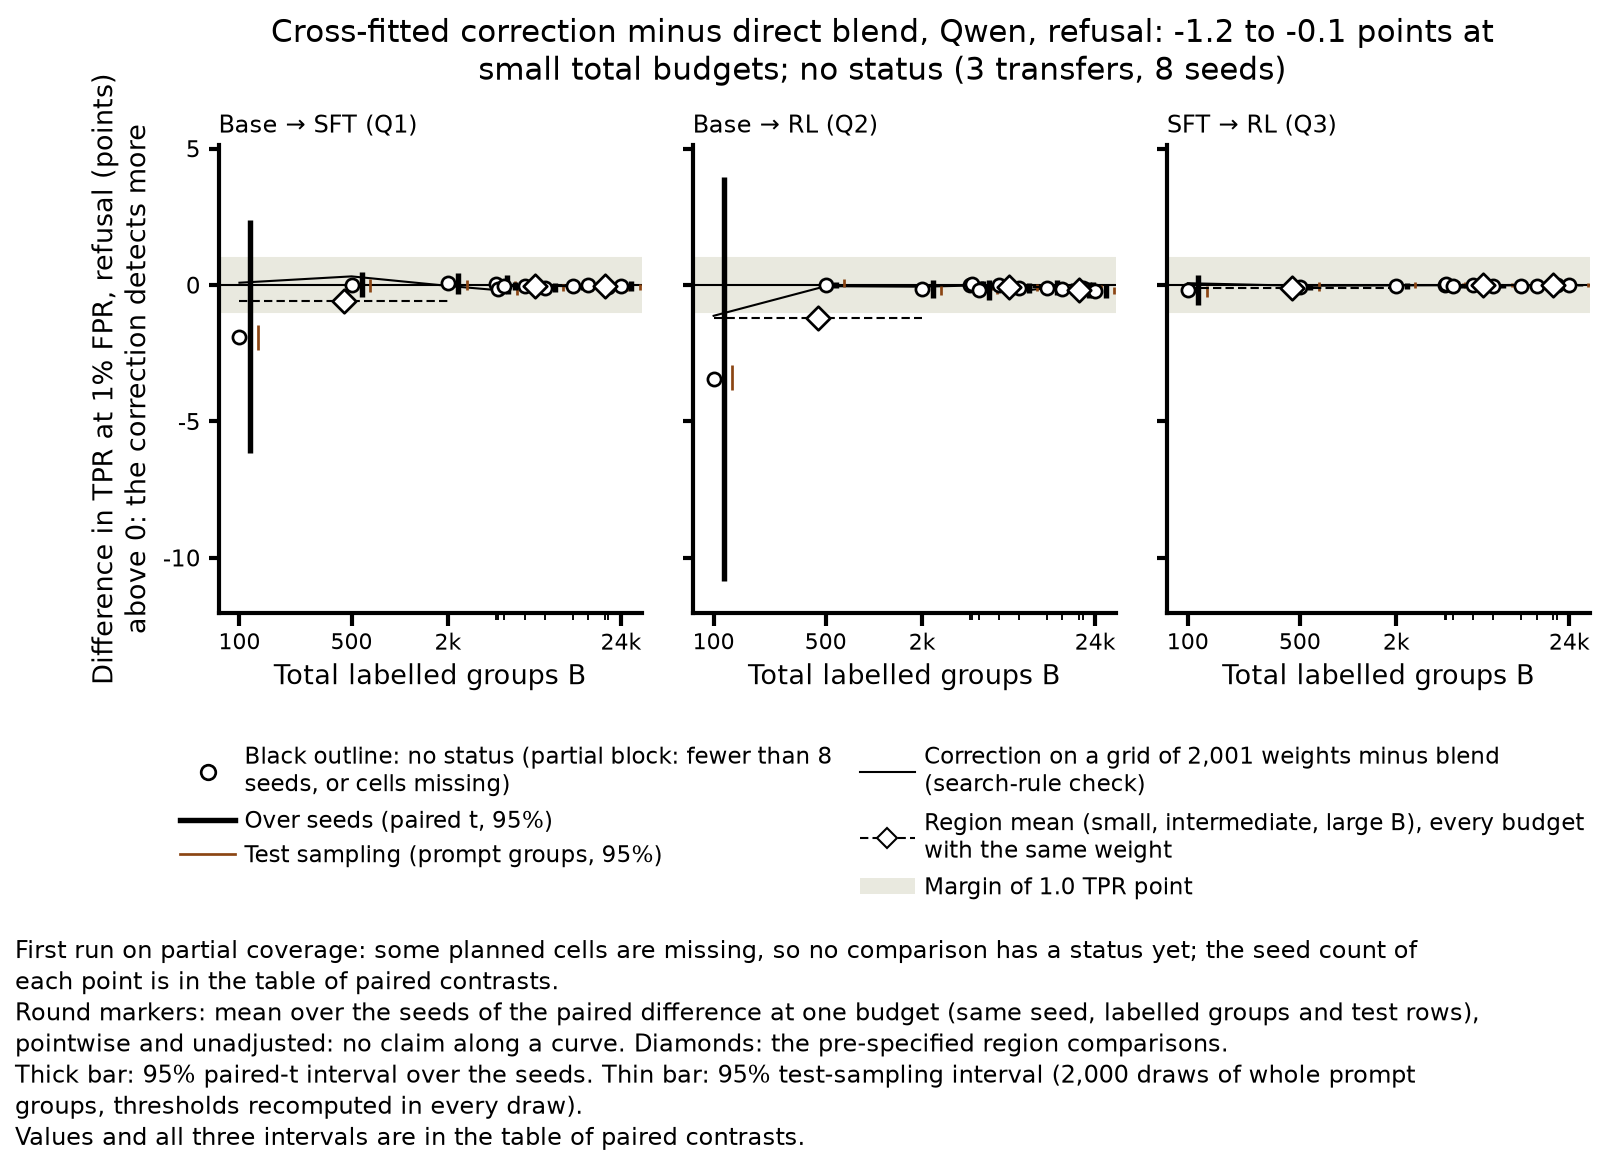 Cross-fitted correction minus direct blend, Qwen, refusal: -1.2 to -0.1 points at
small total budgets; no status (3 transfers, 8 seeds)
Difference in TPR at 1% FPR, refusal (points)
above 0: the correction detects more
Base → SFT (Q1)
Base → RL (Q2)
SFT → RL (Q3)
5
0
-5
-10
100 500 2k 24k
100 500 2k 24k
100 500 2k 24k
Total labelled groups B
Total labelled groups B
Total labelled groups B
Black outline: no status (partial block: fewer than 8
seeds, or cells missing)
Over seeds (paired t, 95%)
Test sampling (prompt groups, 95%)
Correction on a grid of 2,001 weights minus blend
(search-rule check)
Region mean (small, intermediate, large B), every budget
with the same weight
Margin of 1.0 TPR point
First run on partial coverage: some planned cells are missing, so no comparison has a status yet; the seed count of
each point is in the table of paired contrasts.
Round markers: mean over the seeds of the paired difference at one budget (same seed, labelled groups and test rows),
pointwise and unadjusted: no claim along a curve. Diamonds: the pre-specified region comparisons.
Thick bar: 95% paired-t interval over the seeds. Thin bar: 95% test-sampling interval (2,000 draws of whole prompt
groups, thresholds recomputed in every draw).
Values and all three intervals are in the table of paired contrasts.